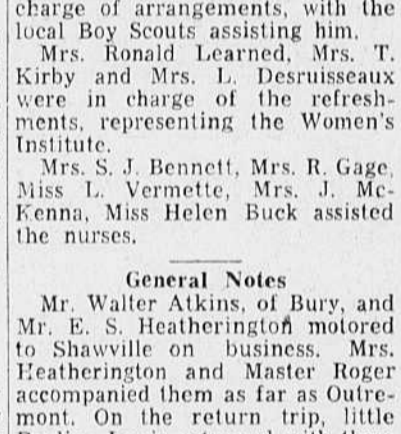 charge of arrangements, with the
local Boy Scouts assisting him.
Mrs. Ronald Learned, Mrs. T.
Kirby and Mrs. L. Desruisseaux
were in charge of the refresh-
ments, representing the Women's
Institute.
Mrs. S. J. Bennett, Mrs. R. Gage,
Miss L. Vermette, Mrs. J. Mc-
Kenna, Miss Helen Buck assisted
the nurses.
General Notes
Mr. Walter Atkins, of Bury, and
Mr. E. S. Heatherington motored
to Shawville on business. Mrs.
Heatherington and Master Roger
accompanied them as far as Outre-
mont. On the return trip, little